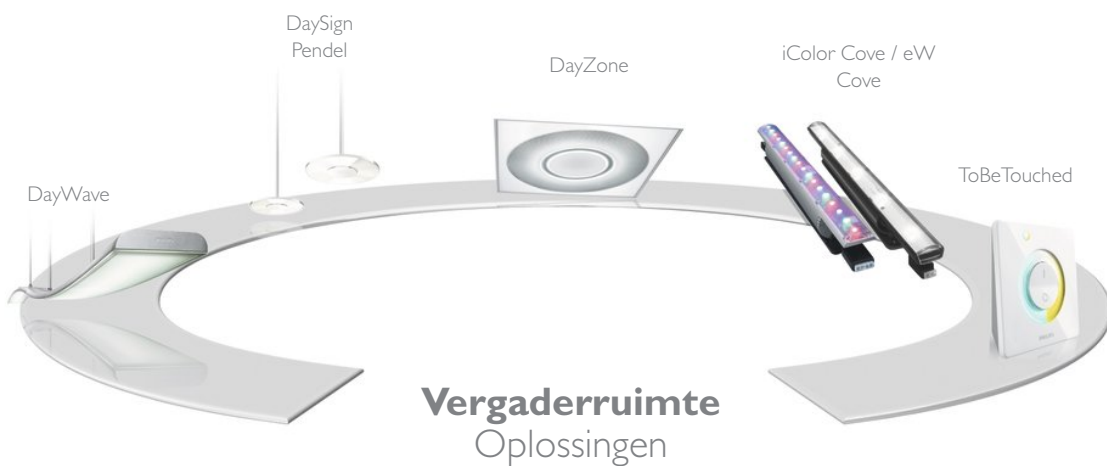 DaySign
Pendel
DayZone
iColor Cove / eW
Cove
ToBeTouched
DayWave
Vergaderruimte
Oplossingen